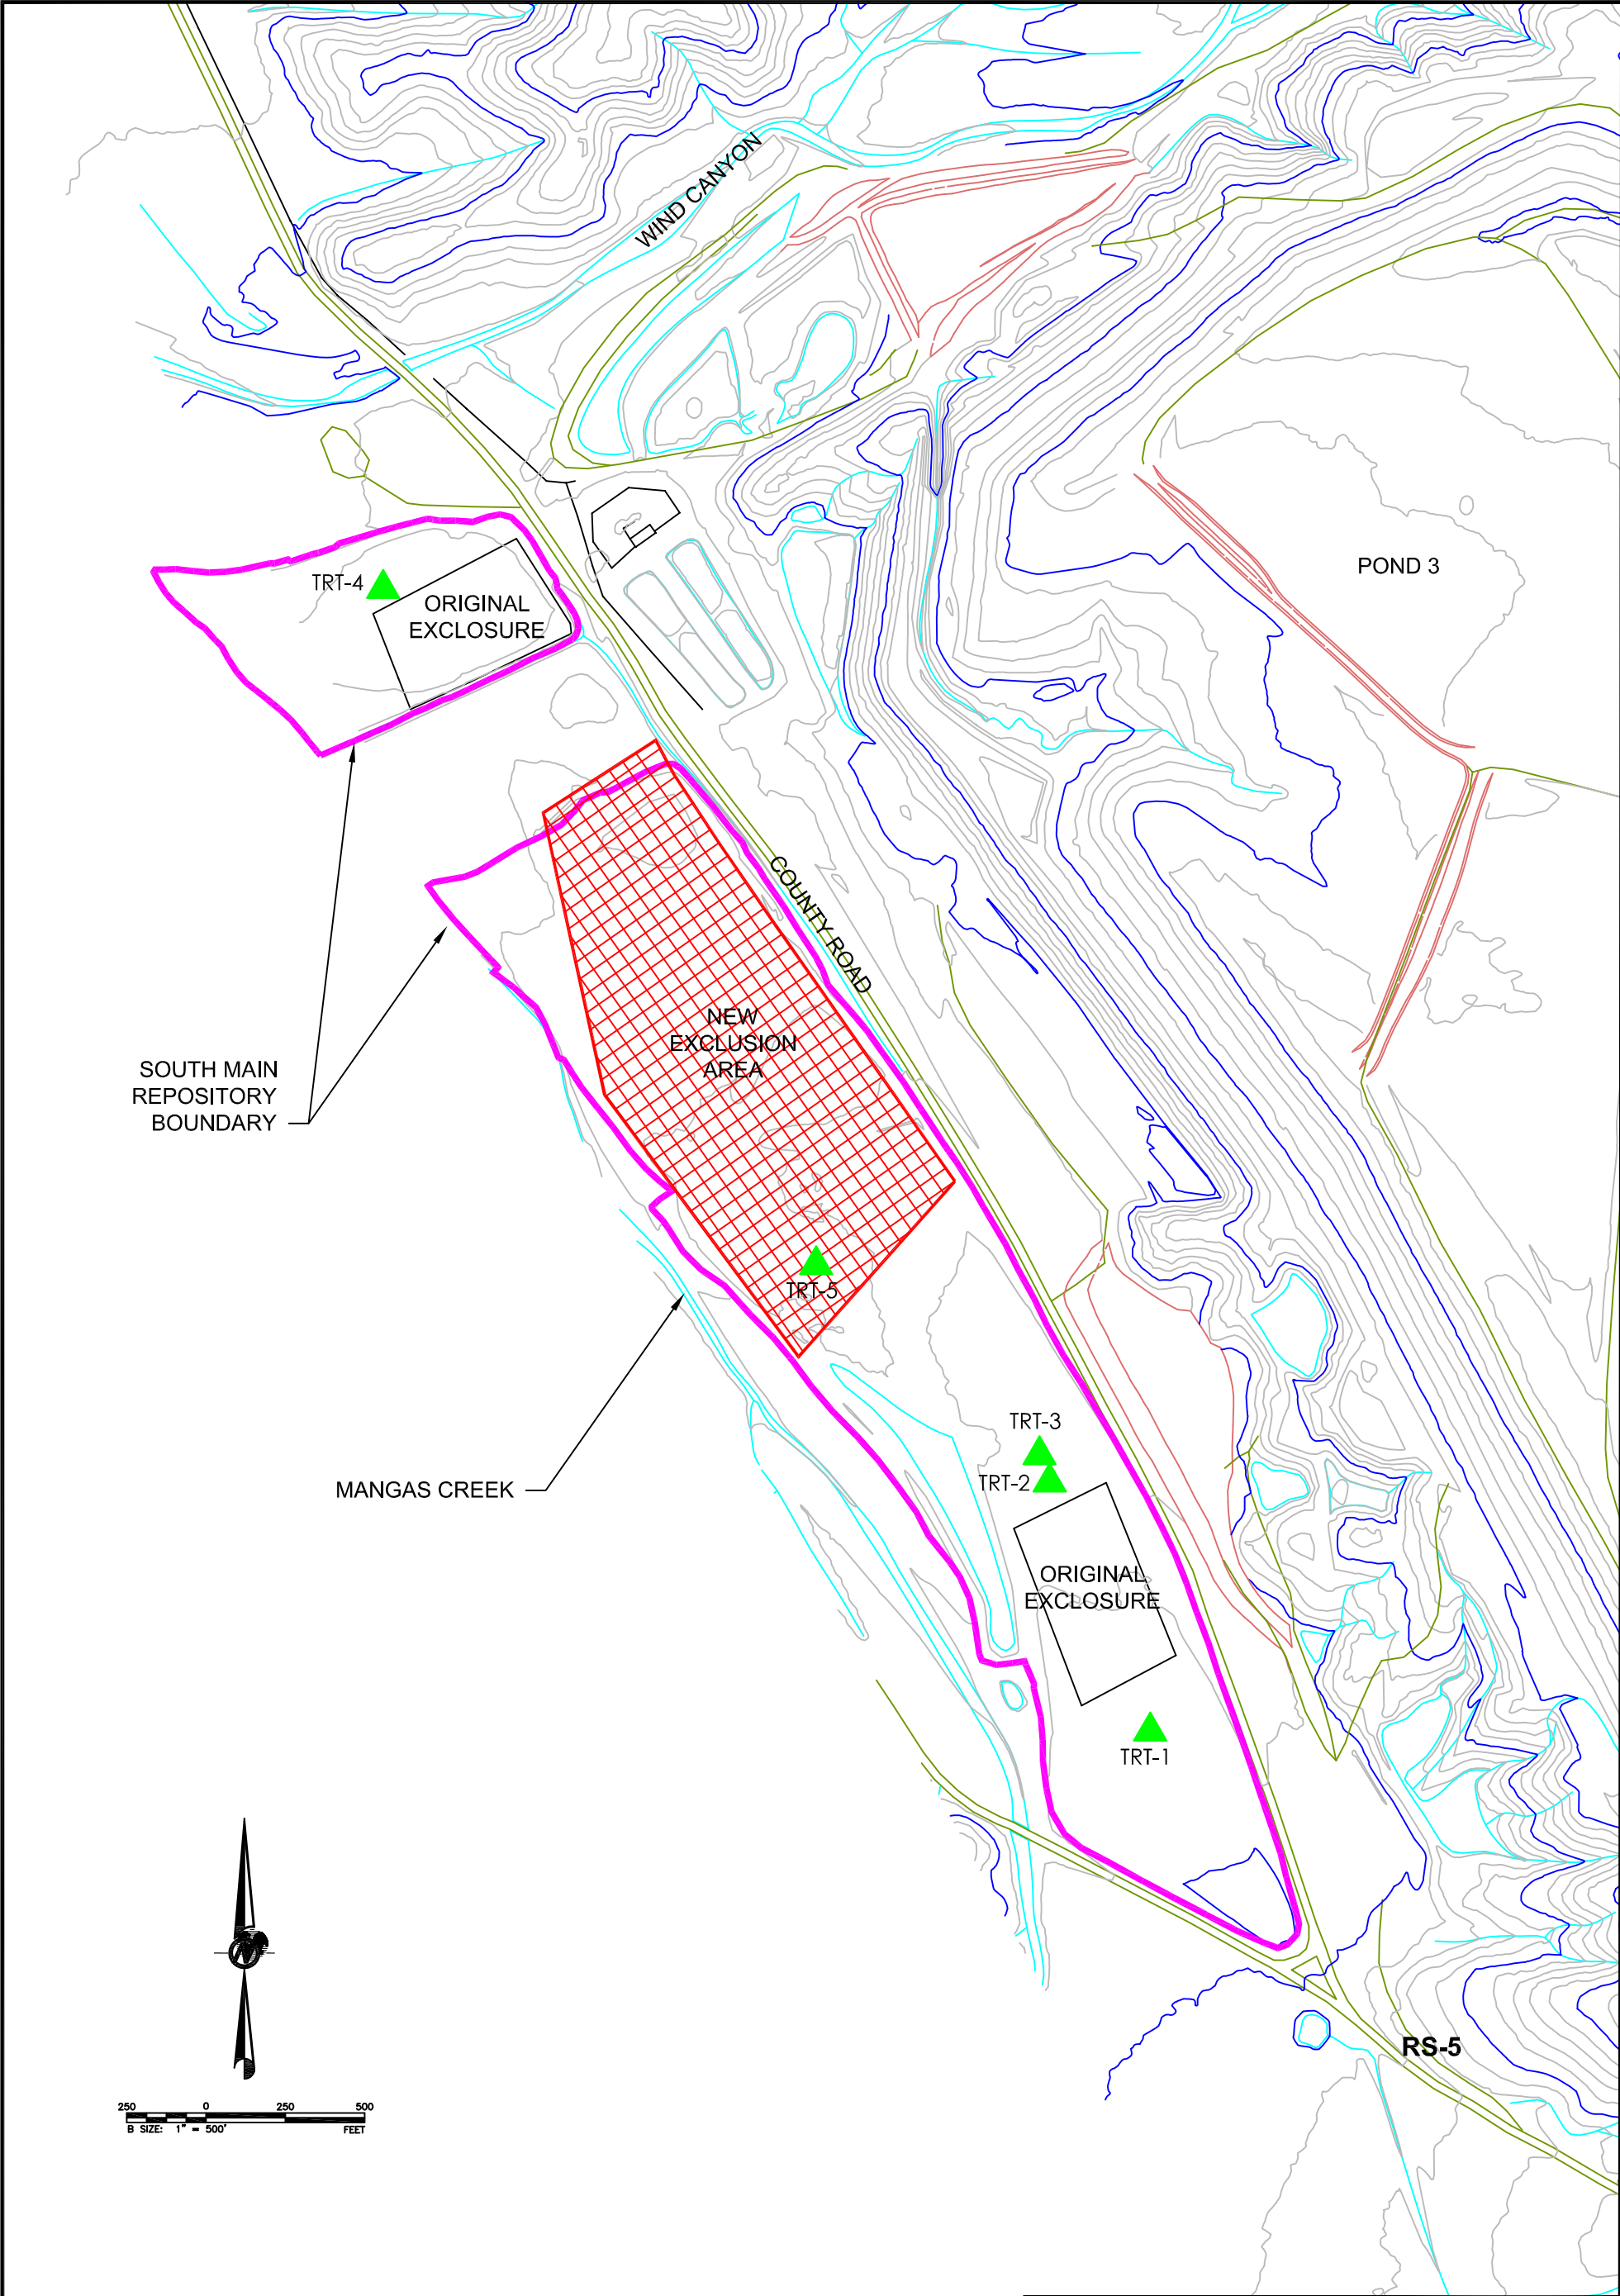 WIND CANYON
POND 3
TRT-4
ORIGINAL
EXCLOSURE
COUNTY ROAD
NEW
EXCLUSION
AREA
SOUTH MAIN
REPOSITORY
BOUNDARY
TRT-5
TRT-3
TRT-2
MANGAS CREEK
ORIGINAL
EXCLOSURE
TRT-1
N
RS-5
250 0 250 500
B SIZE: 1" = 500' FEET